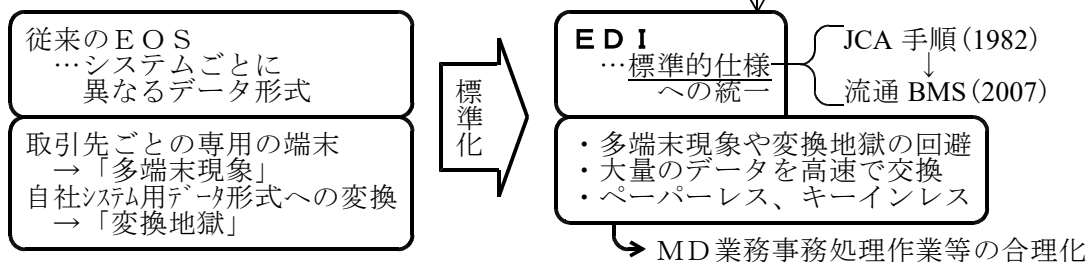 従来のＥＯＳ
…システムごとに
異なるデータ形式
取引先ごとの専用の端末
→「多端末現象」
自社ｼｽﾃﾑ用ﾃﾞｰﾀ形式への変換
→「変換地獄」
標準化
ＥＤＩ
…標準的仕様
への統一
JCA 手順(1982)
↓
流通 BMS(2007)
・多端末現象や変換地獄の回避
・大量のデータを高速で交換
・ペーパーレス、キーインレス
ＭＤ業務事務処理作業等の合理化